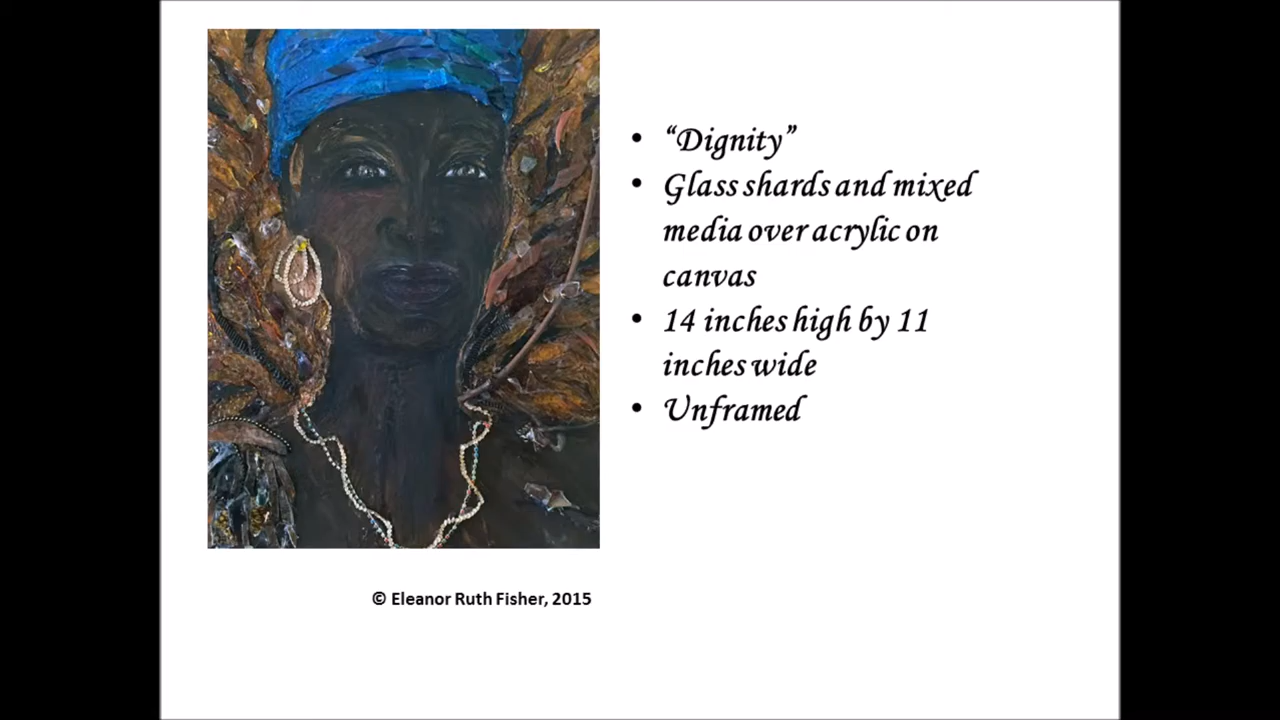 • “Dignity”
• Glass shards and mixed
media over acrylic on
canvas
• 14 inches high by 11
inches wide
• Unframed
© Eleanor Ruth Fisher, 2015